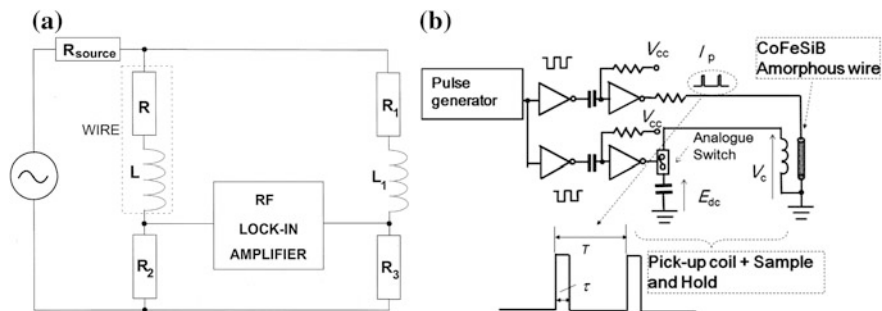 (a)
R source
R
WIRE
L
R1
L1
RF
LOCK-IN
AMPLIFIER
R2
R3
(b)
Pulse
generator
Vcc
Ip
CoFeSiB
Amorphous wire
Vcc
Analogue
Switch
Vc
Edc
T
τ
Pick-up coil + Sample
and Hold